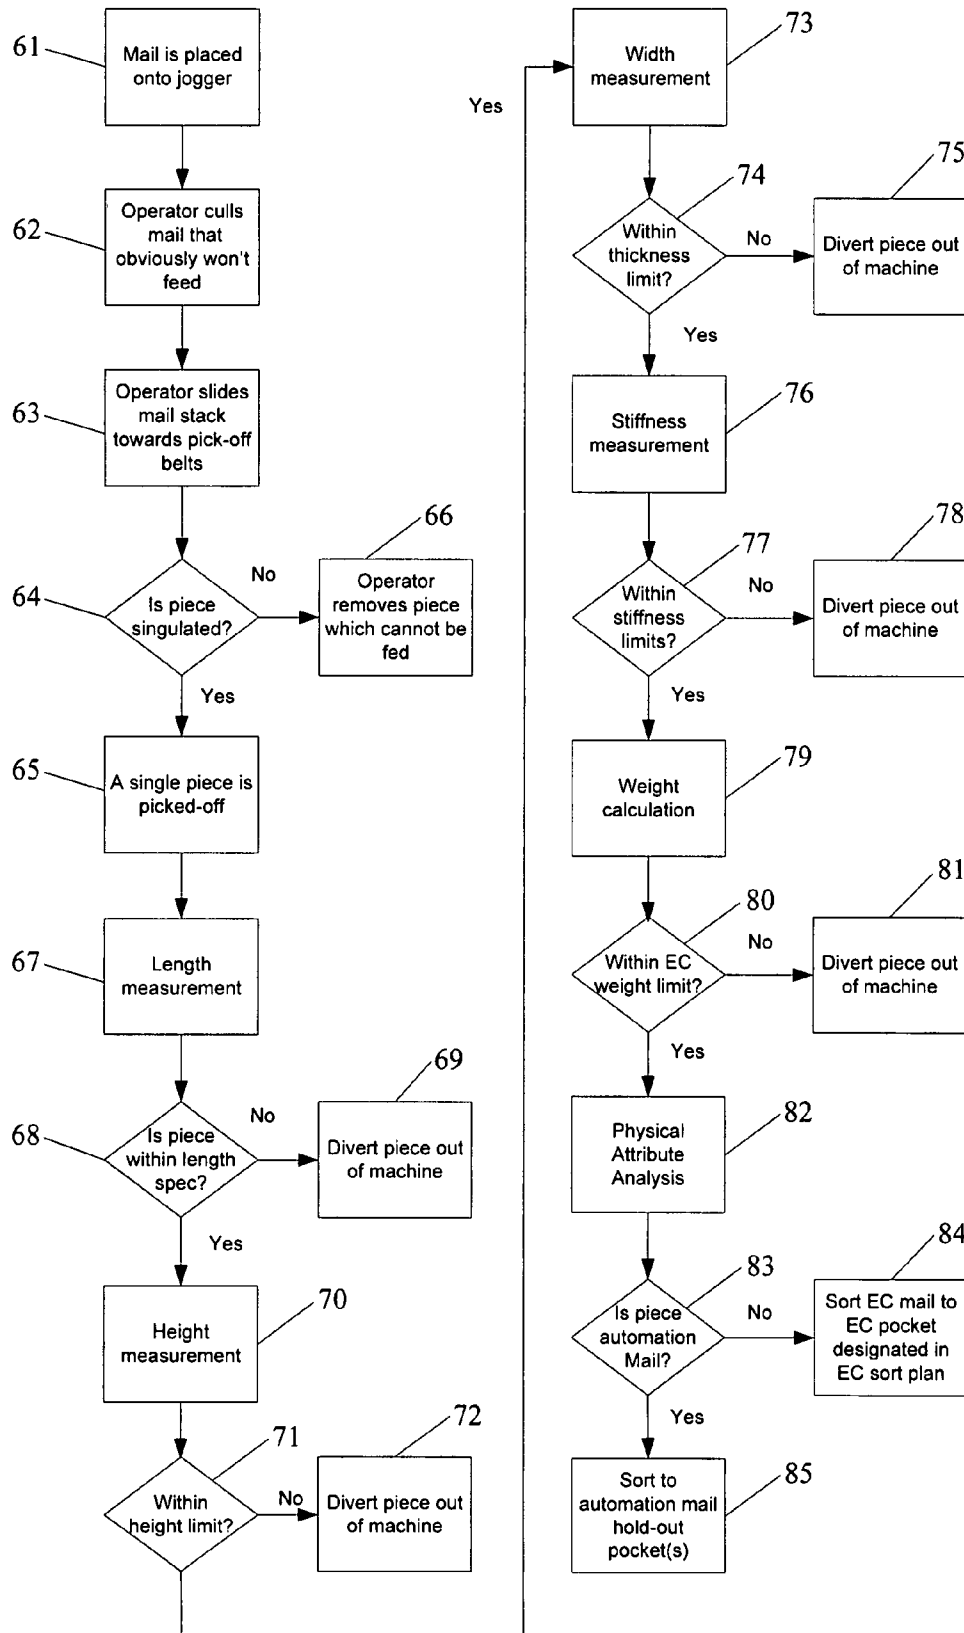 61
Mail is placed
onto jogger
62
Operator culls
mail that
obviously won't
feed
63
Operator slides
mail stack
towards pick-off
belts
64
Is piece
singulated?
No
66
Operator
removes piece
which cannot be
fed
Yes
65
A single piece is
picked-off
67
Length
measurement
68
Is piece
within length
spec?
No
69
Divert piece out
of machine
Yes
70
Height
measurement
71
Within
height limit?
No
72
Divert piece out
of machine
Yes
73
Width
measurement
74
Within
thickness
limit?
No
75
Divert piece out
of machine
Yes
76
Stiffness
measurement
77
Within
stiffness
limits?
No
78
Divert piece out
of machine
Yes
79
Weight
calculation
80
Within EC
weight limit?
No
81
Divert piece out
of machine
Yes
82
Physical
Attribute
Analysis
83
Is piece
automation
Mail?
No
84
Sort EC mail to
EC pocket
designated in
EC sort plan
Yes
85
Sort to
automation mail
hold-out
pocket(s)